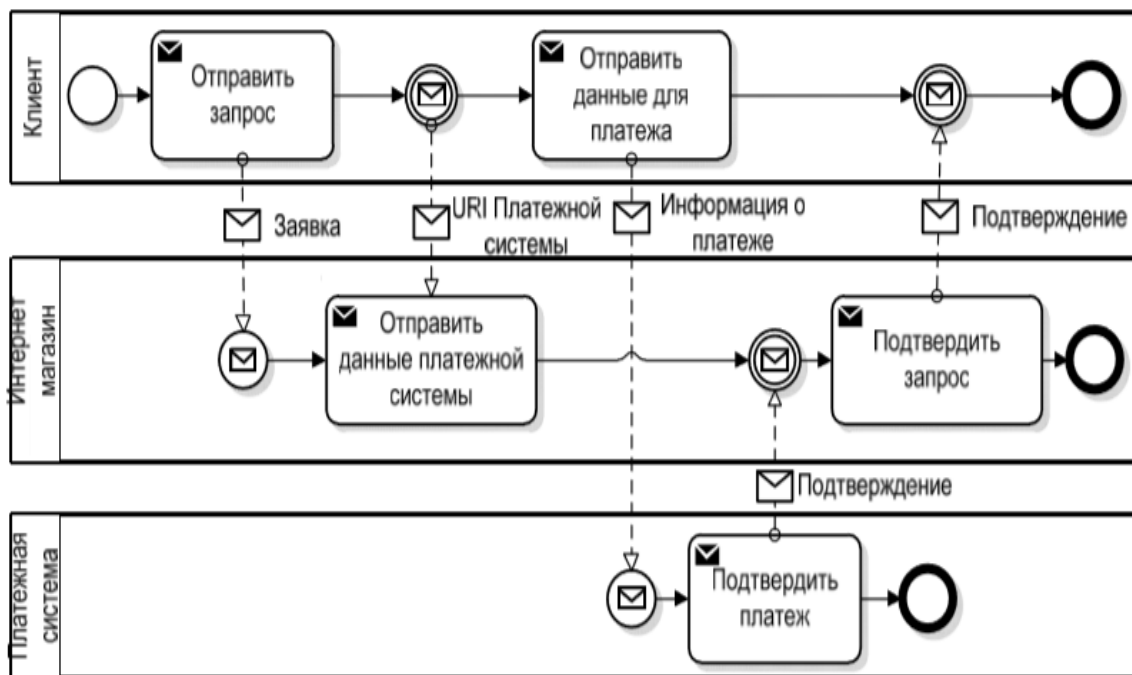 Клиент
Отправить
запрос
Отправить
данные для
платежа
Заявка
URI Платежной
системы
Информация о
платеже
Подтверждение
Интернет
магазин
Отправить
данные платежной
системы
Подтвердить
запрос
Подтверждение
Платежная
система
Подтвердить
платеж